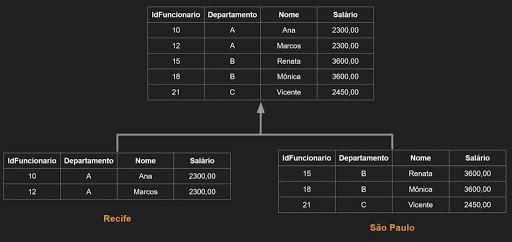 IdFuncionario Departamento Nome Salário
10 A Ana 2300,00
12 A Marcos 2300,00
15 B Renata 3600,00
18 B Mônica 3600,00
21 C Vicente 2450,00
IdFuncionario Departamento Nome Salário
10 A Ana 2300,00
12 A Marcos 2300,00
Recife
IdFuncionario Departamento Nome Salário
15 B Renata 3600,00
18 B Mônica 3600,00
21 C Vicente 2450,00
São Paulo